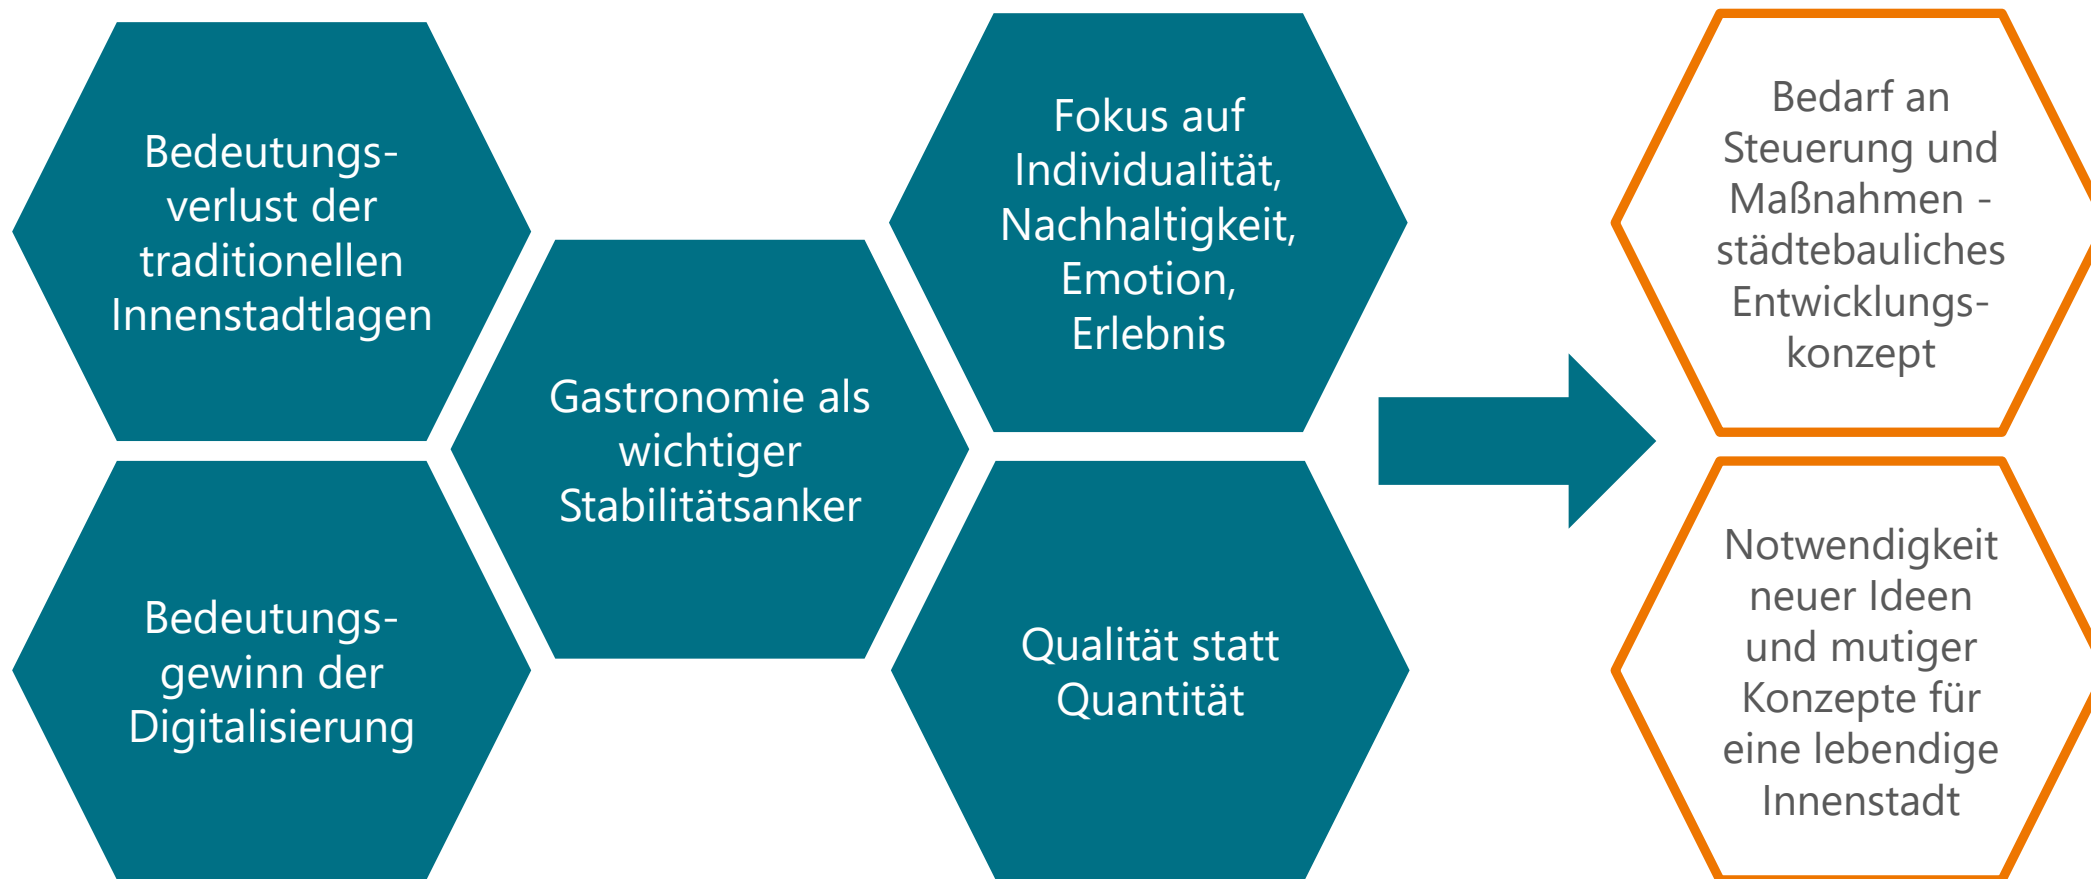 Bedeutungs-
verlust der
traditionellen
Innenstadtlagen
Bedeutungs-
gewinn der
Digitalisierung
Gastronomie als
wichtiger
Stabilitätsanker
Fokus auf
Individualität,
Nachhaltigkeit,
Emotion,
Erlebnis
Qualität statt
Quantität
Bedarf an
Steuerung und
Maßnahmen -
städtebauliches
Entwicklungs-
konzept
Notwendigkeit
neuer Ideen
und mutiger
Konzepte für
eine lebendige
Innenstadt